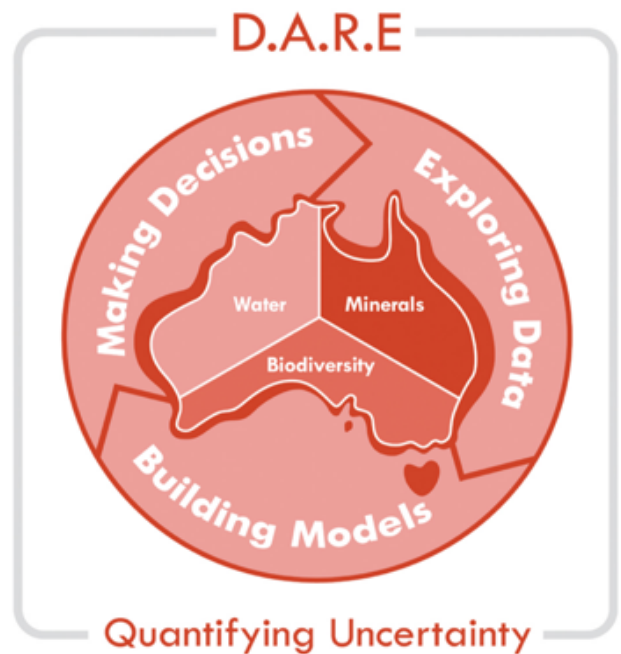 D.A.R.E
Making Decisions
Exploring Data
Water
Minerals
Biodiversity
Building Models
Quantifying Uncertainty